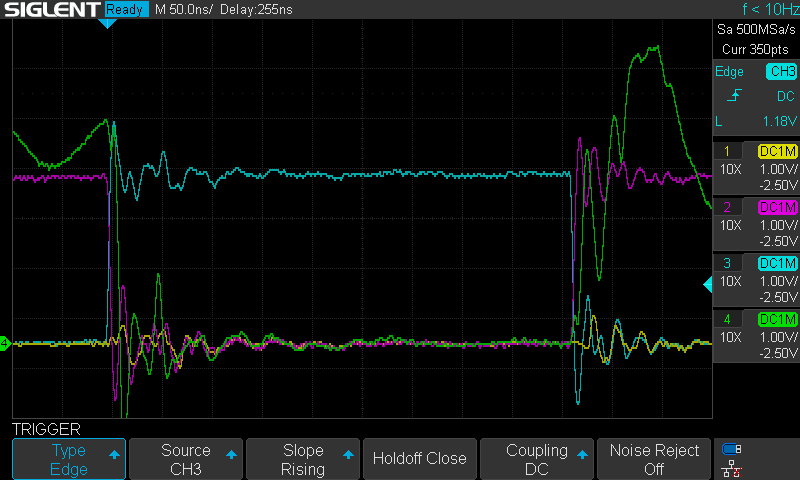 SIGLENT Ready M 50.0ns/ Delay:255ns f < 10Hz
Sa 500MSa/s
Curr 350pts
Edge CH3
DC
L 1.18V
1 DC1M
10X 1.00V/
-2.50V
2 DC1M
10X 1.00V/
-2.50V
3 DC1M
10X 1.00V/
-2.50V
4 DC1M
10X 1.00V/
-2.50V
4
TRIGGER
Type
Edge
Source
CH3
Slope
Rising
Holdoff Close
Coupling
DC
Noise Reject
Off